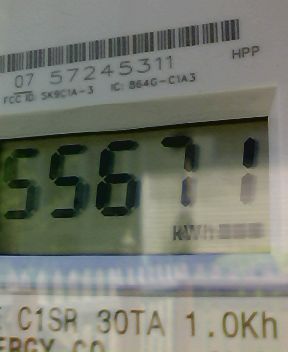 07 57245311 HPP
FCC ID: SK9C1A-3 IC: 864G-C1A3
55671
KWh
C1SR 30TA 1.0Kh
ERGY CO